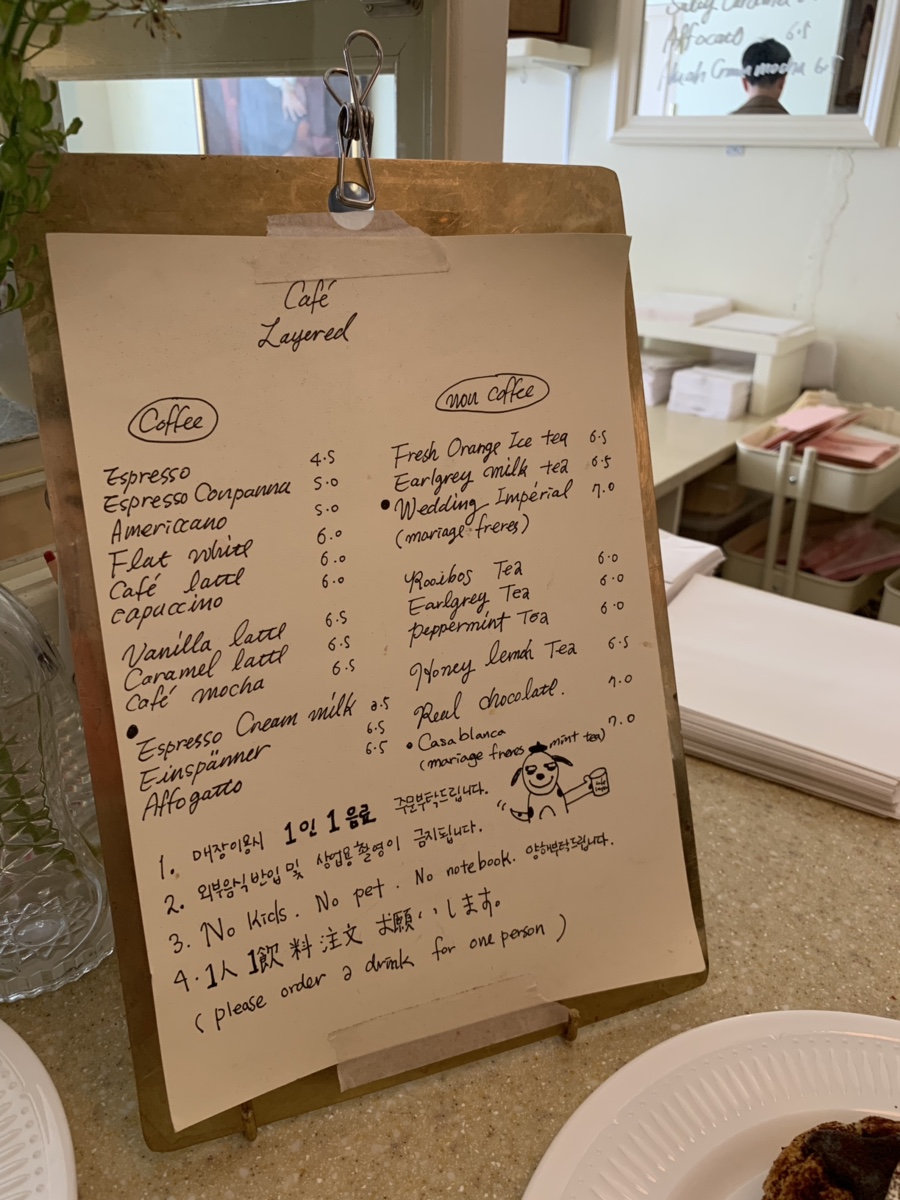 Salty Caramel
Affocato 6.5
mocha 6.
Café
Layered
Coffee
Espresso 4.5
Espresso Conpanna 5.0
Americcano 5.0
Flat white 6.0
Café latte 6.0
Capuccino 6.0
Vanilla latte 6.5
Caramel latte 6.5
Café mocha 6.5
Espresso Cream milk
Einspänner 6.5
Affogatto 6.5
non coffee
Fresh Orange Ice tea 6.5
Earlgrey milk tea 6.5
Wedding Impérial 7.0
(mariage freres)
Rooibos Tea 6.0
Earlgrey Tea 6.0
peppermint Tea 6.0
Honey lemon Tea 6.5
Real chocolate. 7.0
Casablanca 7.0
(mariage freres mint tea)
1. 매장이용시 1인 1음료 주문부탁드립니다.
2. 외부음식반입 및 상업용촬영이 금지됩니다.
3. No kids. No pet. No notebook. 양해부탁드립니다.
4. 1人 1飲料 注文 お願いします。
(please order a drink for one person)